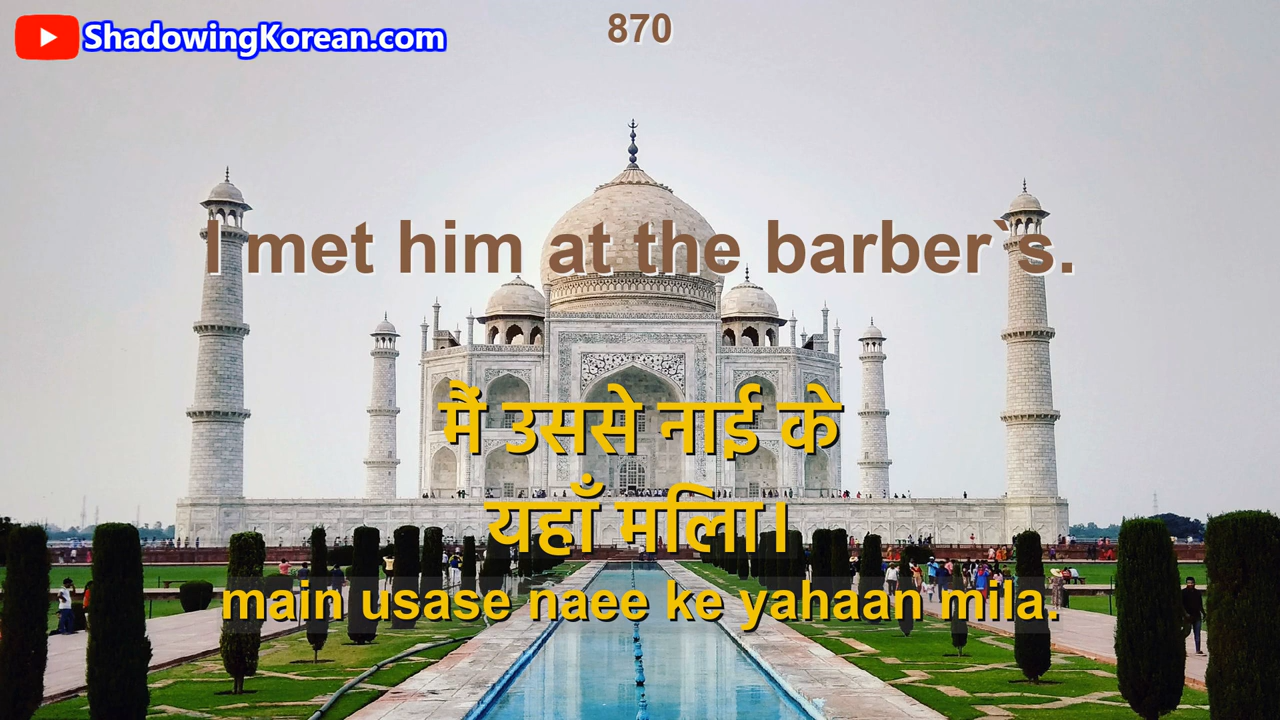 ShadowingKorean.com
870
I met him at the barber`s.
मैं उससे नाई के
यहाँ मिला।
main usase naee ke yahaan mila.